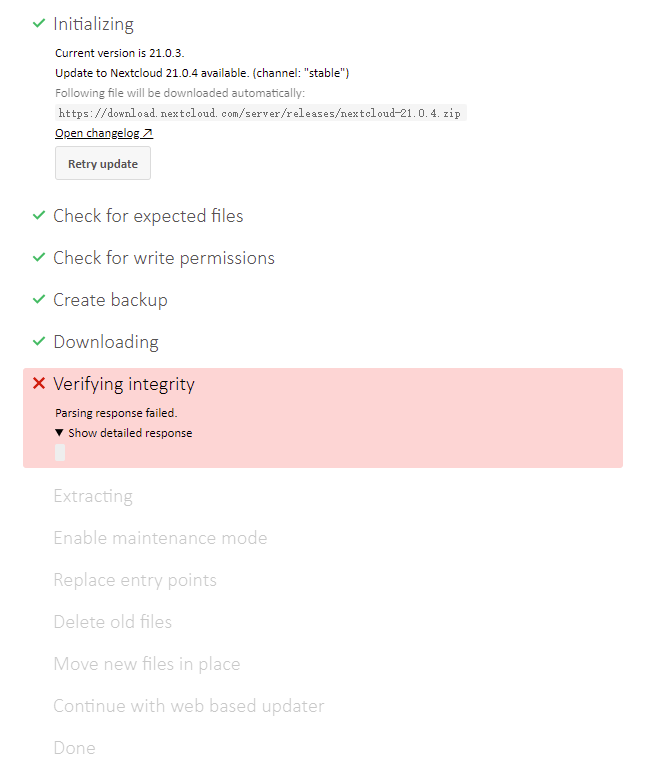 Initializing
Current version is 21.0.3.
Update to Nextcloud 21.0.4 available. (channel: "stable")
Following file will be downloaded automatically:
https://download.nextcloud.com/server/releases/nextcloud-21.0.4.zip
Open changelog ↗
Retry update
Check for expected files
Check for write permissions
Create backup
Downloading
Verifying integrity
Parsing response failed.
▼ Show detailed response
Extracting
Enable maintenance mode
Replace entry points
Delete old files
Move new files in place
Continue with web based updater
Done